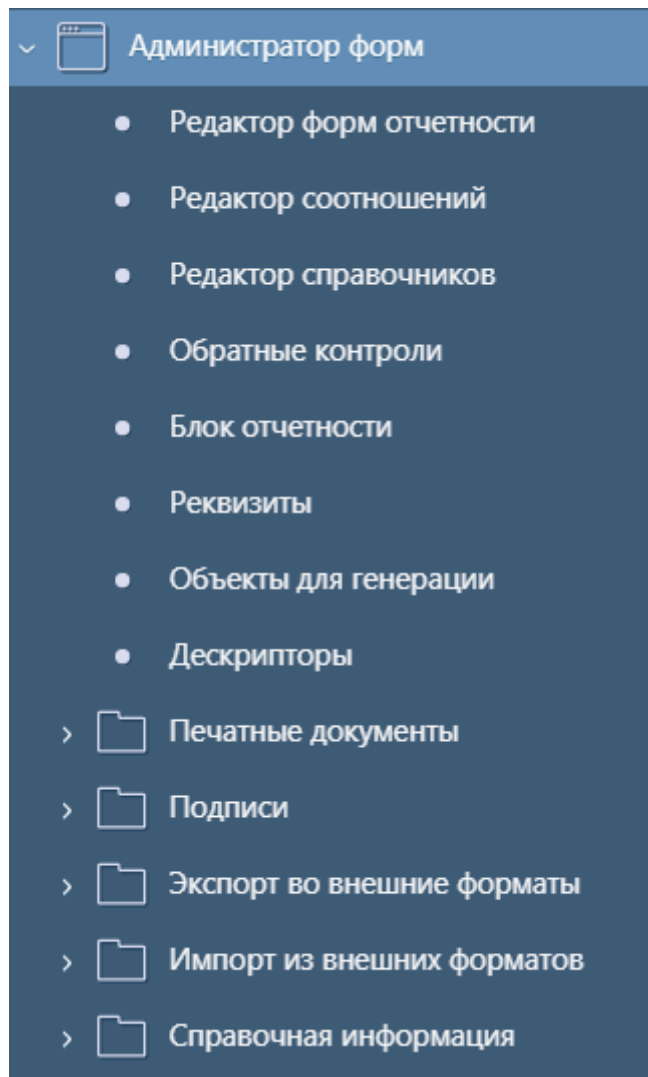 Администратор форм
Редактор форм отчетности
Редактор соотношений
Редактор справочников
Обратные контроли
Блок отчетности
Реквизиты
Объекты для генерации
Дескрипторы
Печатные документы
Подписи
Экспорт во внешние форматы
Импорт из внешних форматов
Справочная информация